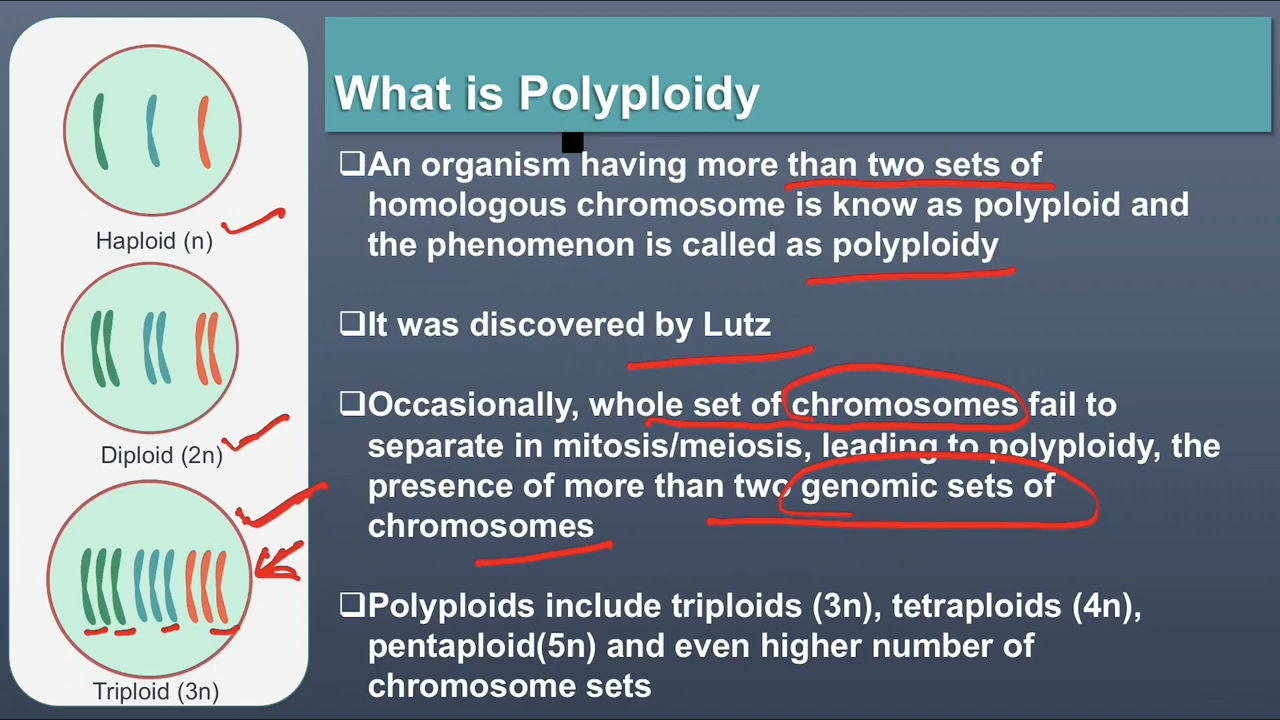 What is Polyploidy
❑An organism having more than two sets of
homologous chromosome is know as polyploid and
the phenomenon is called as polyploidy
❑It was discovered by Lutz
❑Occasionally, whole set of chromosomes fail to
separate in mitosis/meiosis, leading to polyploidy, the
presence of more than two genomic sets of
chromosomes
❑Polyploids include triploids (3n), tetraploids (4n),
pentaploid(5n) and even higher number of
chromosome sets
Haploid (n)
Diploid (2n)
Triploid (3n)